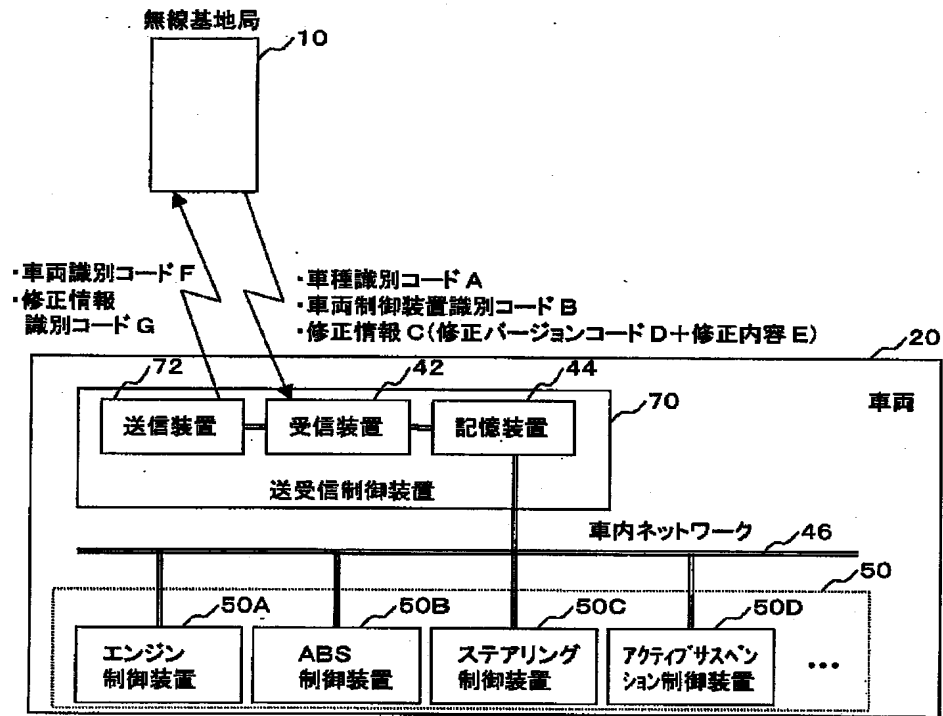 無線基地局
10
・車両識別コードF
・修正情報
識別コードG
・車種識別コードA
・車両制御装置識別コードB
・修正情報C(修正バージョンコードD+修正内容E)
20
車両
72
42
44
70
送信装置
受信装置
記憶装置
送受信制御装置
車内ネットワーク
46
50
50A
50B
50C
50D
エンジン
制御装置
ABS
制御装置
ステアリング
制御装置
アクティブサスペン
ション制御装置
•••